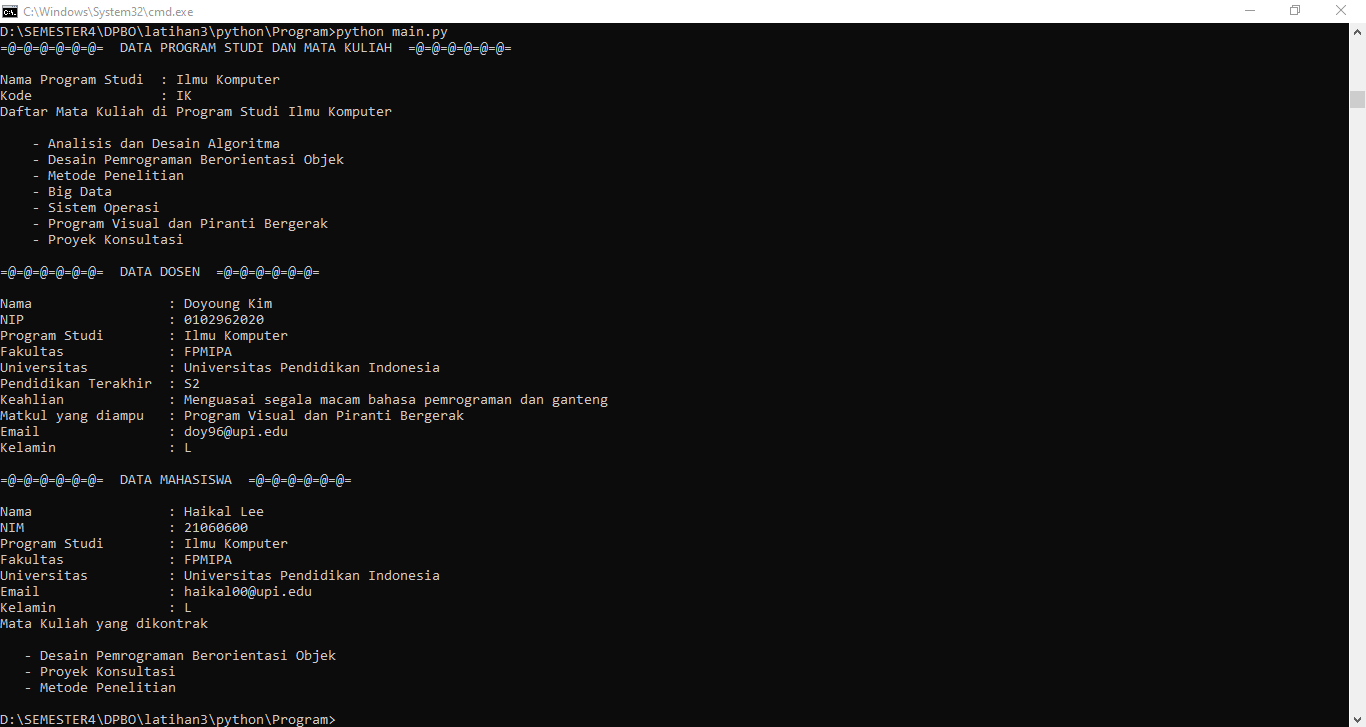 C:\Windows\System32\cmd.exe
D:\SEMESTER4\DPBO\latihan3\python\Program>python main.py
=@=@=@=@=@=@=  DATA PROGRAM STUDI DAN MATA KULIAH  =@=@=@=@=@=@=
Nama Program Studi  : Ilmu Komputer
Kode                : IK
Daftar Mata Kuliah di Program Studi Ilmu Komputer
    - Analisis dan Desain Algoritma
    - Desain Pemrograman Berorientasi Objek
    - Metode Penelitian
    - Big Data
    - Sistem Operasi
    - Program Visual dan Piranti Bergerak
    - Proyek Konsultasi
=@=@=@=@=@=@=  DATA DOSEN  =@=@=@=@=@=@=
Nama                 : Doyoung Kim
NIP                  : 0102962020
Program Studi        : Ilmu Komputer
Fakultas             : FPMIPA
Universitas          : Universitas Pendidikan Indonesia
Pendidikan Terakhir  : S2
Keahlian             : Menguasai segala macam bahasa pemrograman dan ganteng
Matkul yang diampu   : Program Visual dan Piranti Bergerak
Email                : doy96@upi.edu
Kelamin              : L
=@=@=@=@=@=@=  DATA MAHASISWA  =@=@=@=@=@=@=
Nama                 : Haikal Lee
NIM                  : 21060600
Program Studi        : Ilmu Komputer
Fakultas             : FPMIPA
Universitas          : Universitas Pendidikan Indonesia
Email                : haikal00@upi.edu
Kelamin              : L
Mata Kuliah yang dikontrak
   - Desain Pemrograman Berorientasi Objek
   - Proyek Konsultasi
   - Metode Penelitian
D:\SEMESTER4\DPBO\latihan3\python\Program>